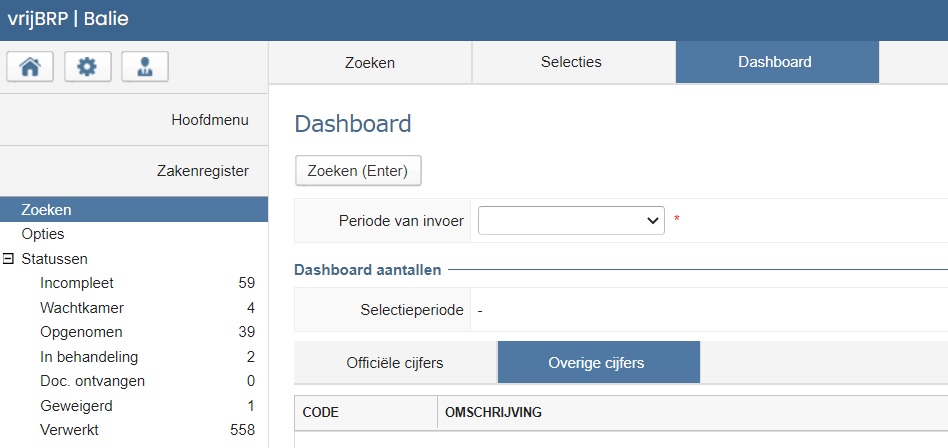 vrijBRP | Balie
Zoeken Selecties Dashboard
Hoofdmenu
Zakenregister
Zoeken
Opties
Statussen
Incompleet 59
Wachtkamer 4
Opgenomen 39
In behandeling 2
Doc. ontvangen 0
Geweigerd 1
Verwerkt 558
Dashboard
Zoeken (Enter)
Periode van invoer *
Dashboard aantallen
Selectieperiode -
Officiële cijfers Overige cijfers
CODE OMSCHRIJVING